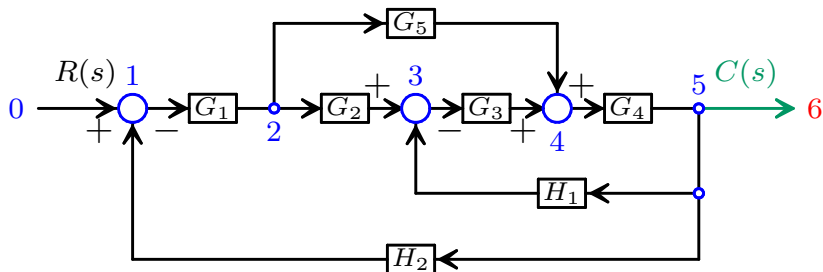 G₅
R(s) 1 3 5 C(s)
0 G₁ G₂ + G₃ + G₄ 6
+ − 2 − + 4
H₁
H₂